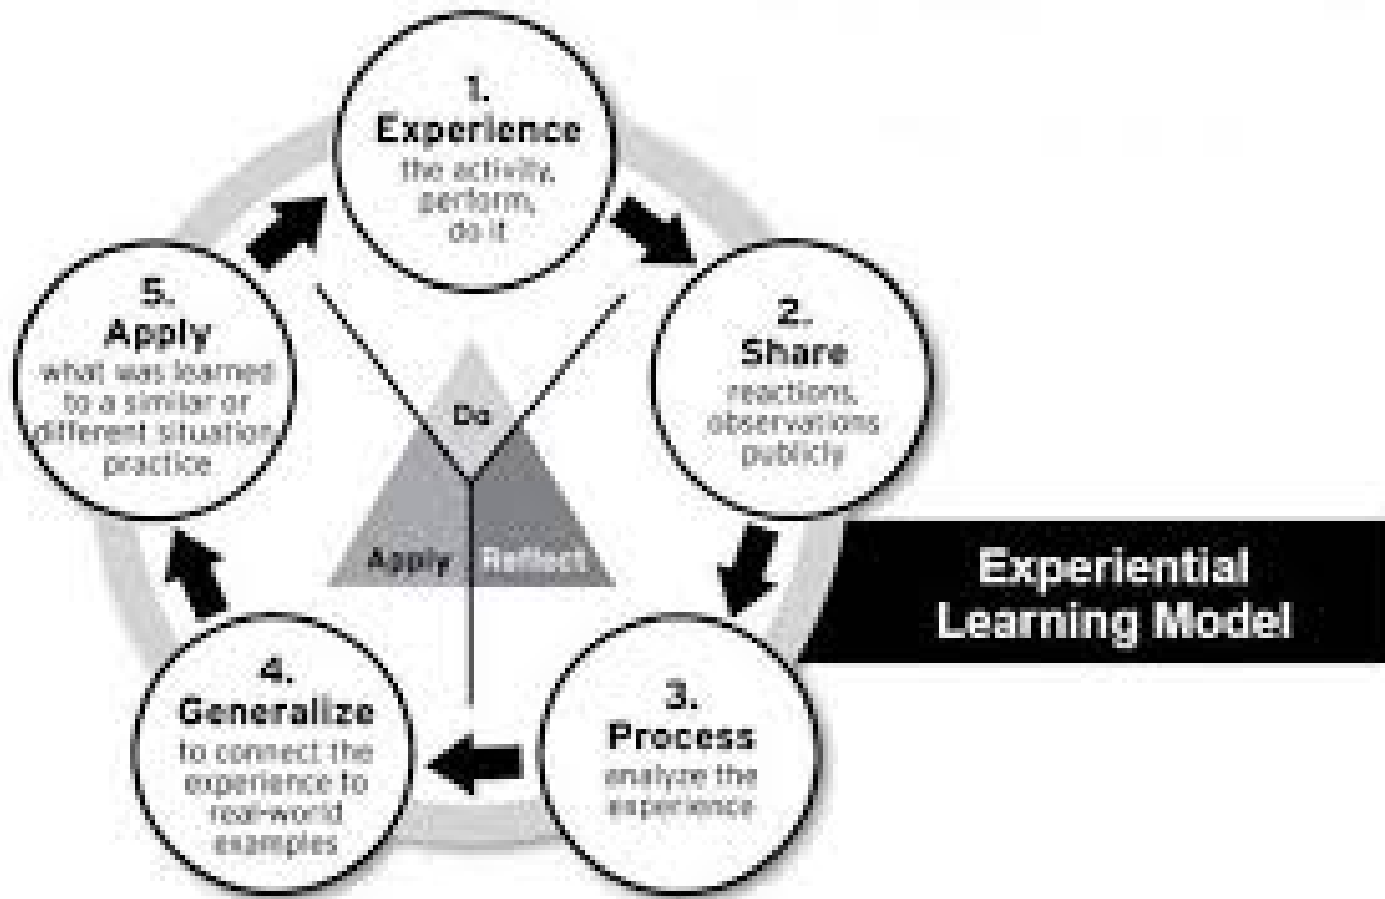 1.
Experience
the activity,
perform,
do it
2.
Share
reactions,
observations
publicly
3.
Process
analyze the
experience
4.
Generalize
to connect the
experience to
real-world
examples
5.
Apply
what was learned
to a similar or
different situation,
practice
Do
Apply
Reflect
Experiential
Learning Model